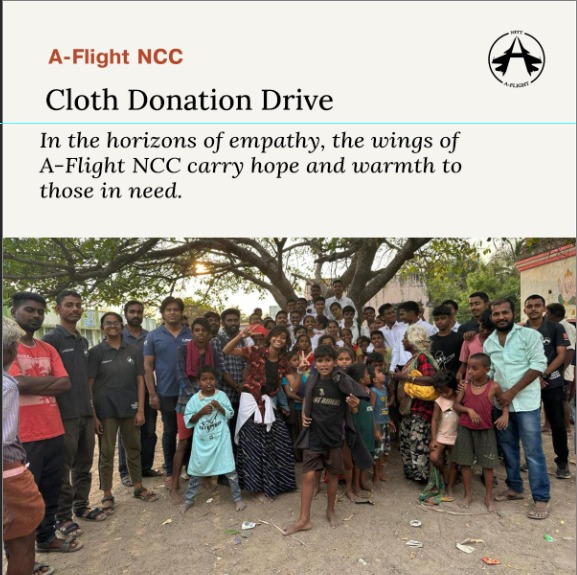 A-Flight NCC
NITT
A-FLIGHT
Cloth Donation Drive
In the horizons of empathy, the wings of
A-Flight NCC carry hope and warmth to
those in need.